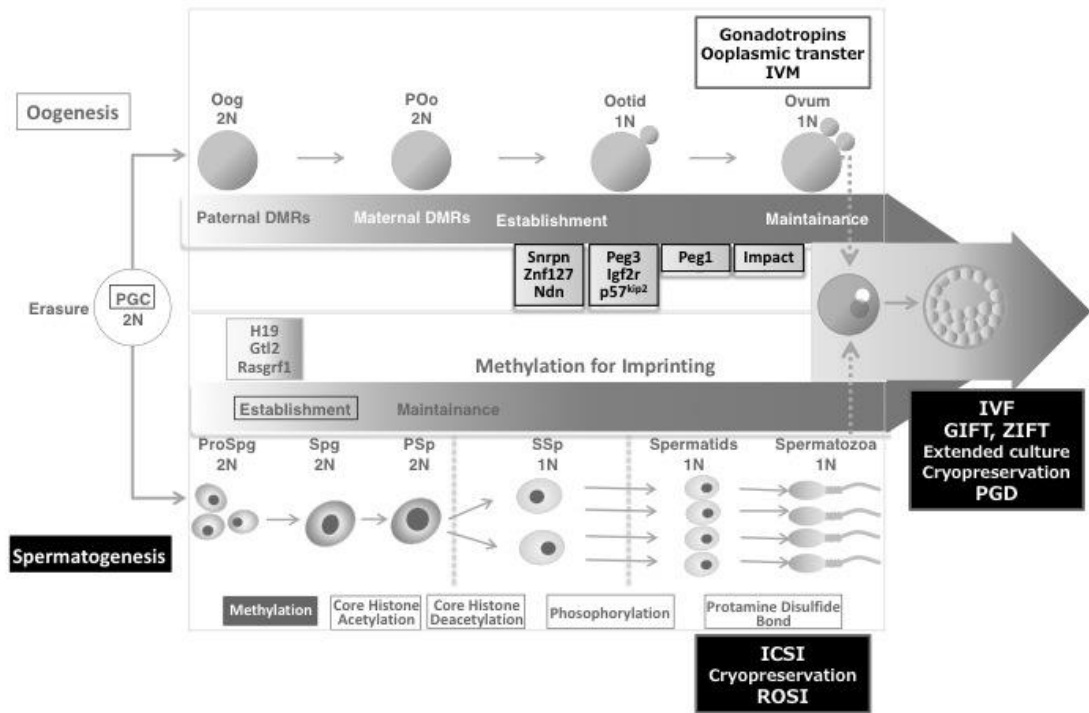 Gonadotropins
Ooplasmic transter
IVM
Oogenesis
Oog
2N
POo
2N
Ootid
1N
Ovum
1N
Paternal DMRs
Maternal DMRs
Establishment
Maintainance
Snrpn
Znf127
Ndn
Peg3
Igf2r
p57kip2
Peg1
Impact
Erasure
PGC
2N
H19
Gtl2
Rasgrf1
Methylation for Imprinting
Establishment
Maintainance
IVF
GIFT, ZIFT
Extended culture
Cryopreservation
PGD
ProSpg
2N
Spg
2N
PSp
2N
SSp
1N
Spermatids
1N
Spermatozoa
1N
Spermatogenesis
Methylation
Core Histone
Acetylation
Core Histone
Deacetylation
Phosophorylation
Protamine Disulfide
Bond
ICSI
Cryopreservation
ROSI